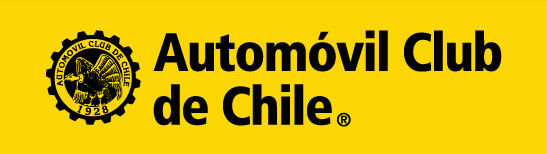 AUTOMOVIL CLUB DE CHILE
1928
Automóvil Club
de Chile®